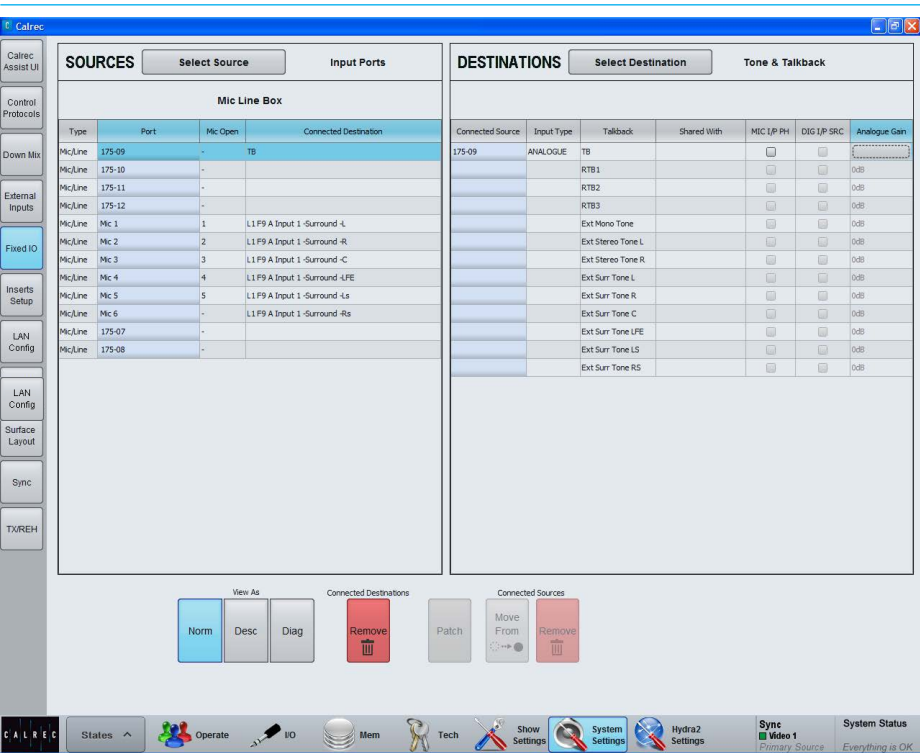 Calrec
Calrec
Assist UI
Control
Protocols
Down Mix
External
Inputs
Fixed IO
Inserts
Setup
LAN
Config
LAN
Config
Surface
Layout
Sync
TX/REH
SOURCES Select Source Input Ports
Mic Line Box
Type Port Mic Open Connected Destination
Mic/Line 175-09 - TB
Mic/Line 175-10 -
Mic/Line 175-11 -
Mic/Line 175-12 -
Mic/Line Mic 1 1 L1 F9 A Input 1 -Surround -L
Mic/Line Mic 2 2 L1 F9 A Input 1 -Surround -R
Mic/Line Mic 3 3 L1 F9 A Input 1 -Surround -C
Mic/Line Mic 4 4 L1 F9 A Input 1 -Surround -LFE
Mic/Line Mic 5 5 L1 F9 A Input 1 -Surround -Ls
Mic/Line Mic 6 - L1 F9 A Input 1 -Surround -Rs
Mic/Line 175-07 -
Mic/Line 175-08 -
DESTINATIONS Select Destination Tone & Talkback
Connected Source Input Type Talkback Shared With MIC I/P PH DIG I/P SRC Analogue Gain
175-09 ANALOGUE TB
RTB1 0dB
RTB2 0dB
RTB3 0dB
Ext Mono Tone 0dB
Ext Stereo Tone L 0dB
Ext Stereo Tone R 0dB
Ext Surr Tone L 0dB
Ext Surr Tone R 0dB
Ext Surr Tone C 0dB
Ext Surr Tone LFE 0dB
Ext Surr Tone LS 0dB
Ext Surr Tone RS 0dB
View As
Norm Desc Diag
Connected Destinations
Remove
Patch
Connected Sources
Move
From
Remove
CALREC
States
Operate
I/O
Mem
Tech
Show
Settings
System
Settings
Hydra2
Settings
Sync
Video 1
Primary Source
System Status
Everything is OK